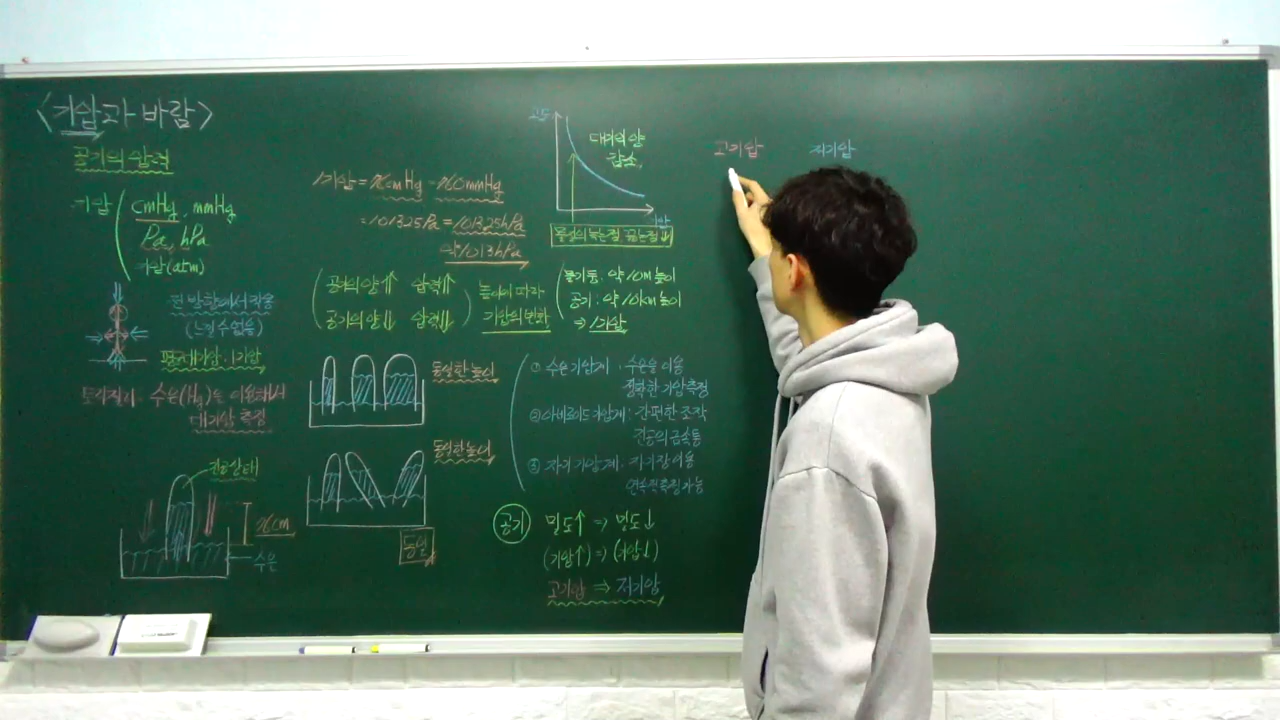 <기압과 바람>
공기의 압력
기압 ( cmHg, mmHg
Pa, hPa
기압(atm)
모든 방향에서 작용
(느낄 수 없음)
평균기압: 1기압
토리첼리: 수은(Hg)을 이용해서
대기압 측정
진공상태
76cm
수은
1기압 = 76cmHg = 760mmHg
= 101325Pa = 1013.25hPa
약 1013hPa
공기의 양↑ 압력↑
공기의 양↓ 압력↓
높이에 따라
기압의 변화
동일한 높이
동일한 높이
동일
고도
대기의 양
감소
기압
물기둥: 약 10m 높이
공기: 약 10km 높이
⇒ 1기압
① 수은 기압계: 수은을 이용
정확한 기압측정
② 아네로이드 기압계: 간편한 조작
진공의 금속통
③ 자기 기압계: 자기장 이용
연속적 측정 가능
공기
밀도↑ ⇒ 밀도↓
(기압↑) ⇒ (기압↓)
고기압 ⇒ 저기압
고기압 저기압